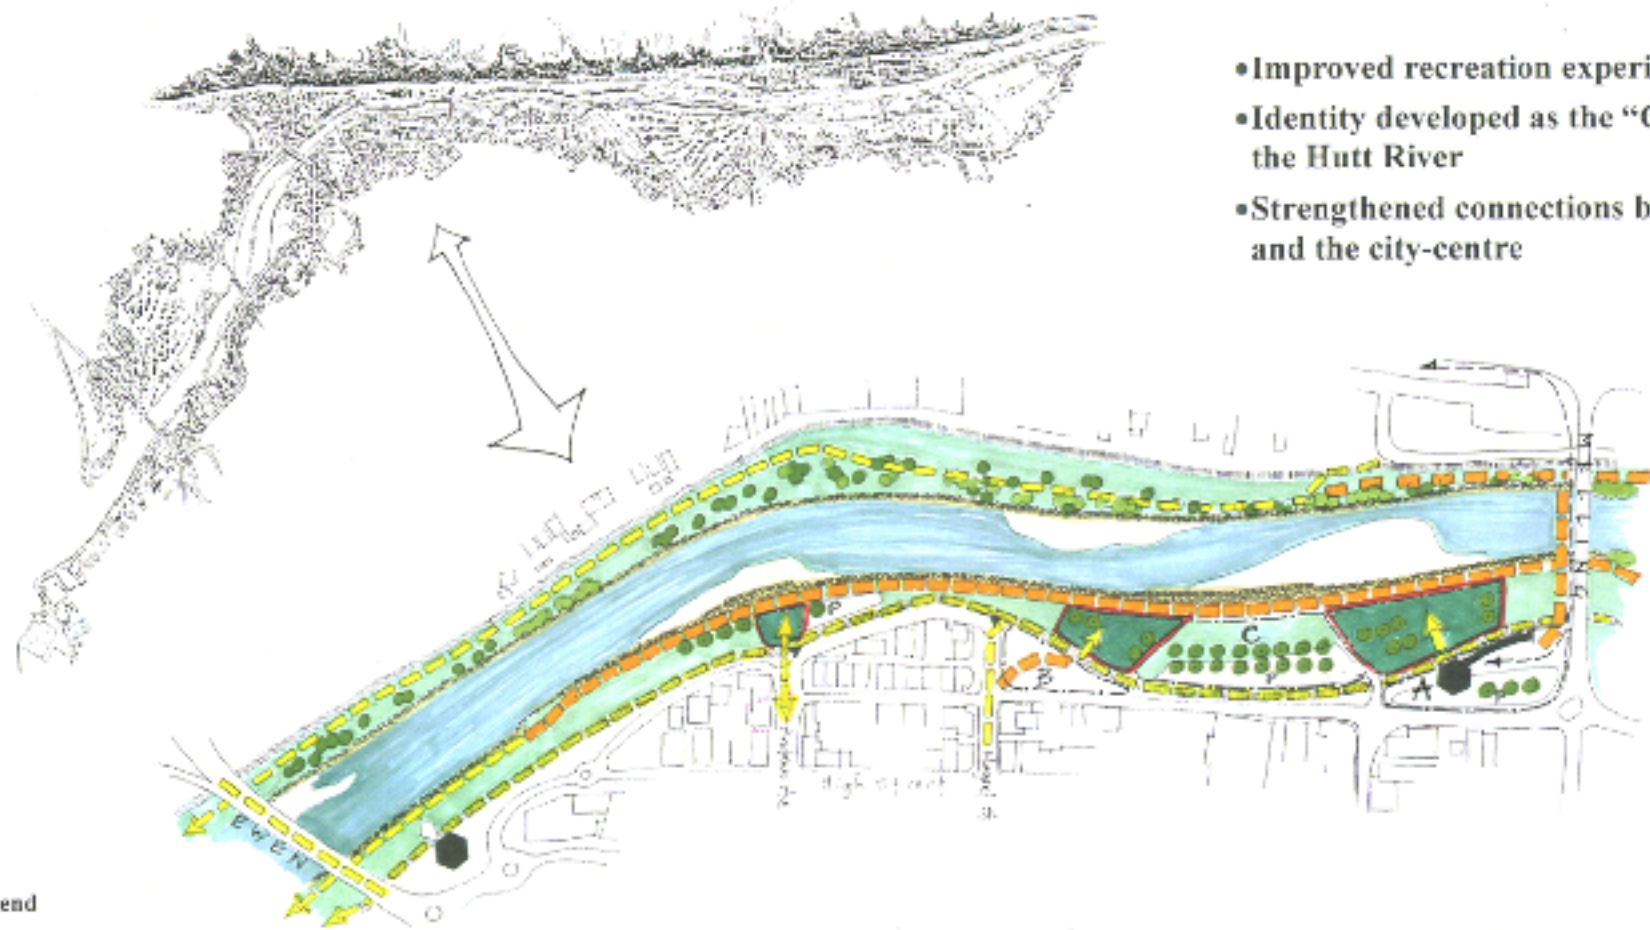 •Improved recreation experi
•Identity developed as the “
the Hutt River
•Strengthened connections b
and the city-centre
P
C
P
B
A
P
High Street
EWEN
end